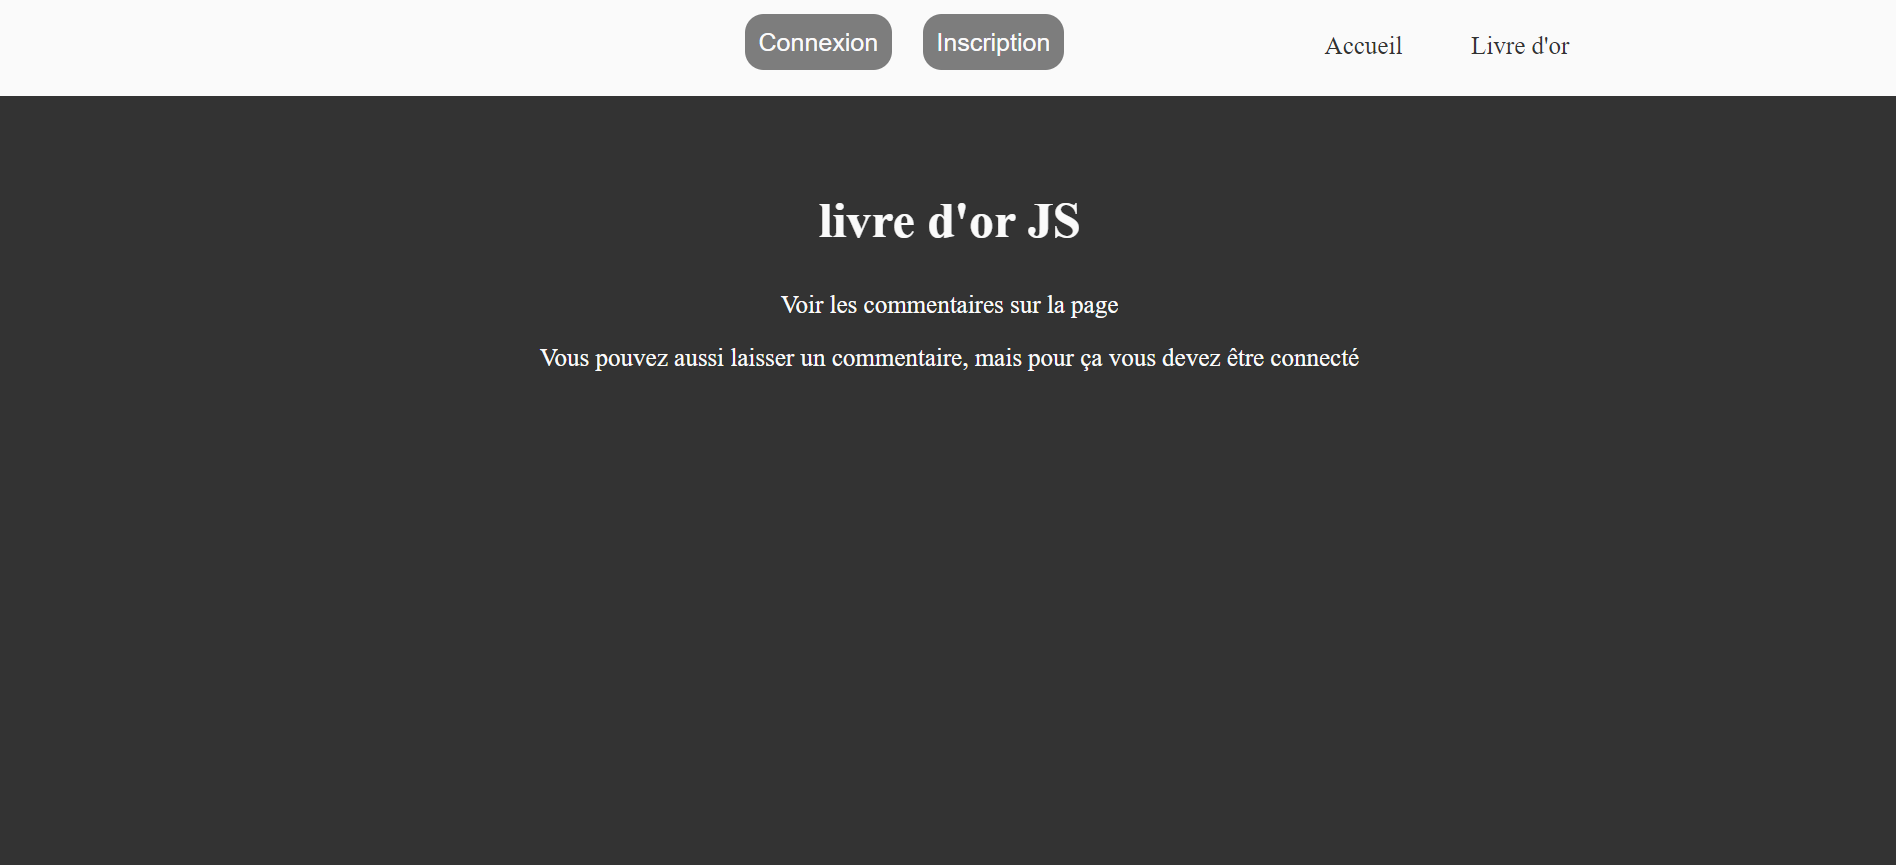 Connexion Inscription Accueil Livre d'or
livre d'or JS
Voir les commentaires sur la page
Vous pouvez aussi laisser un commentaire, mais pour ça vous devez être connecté